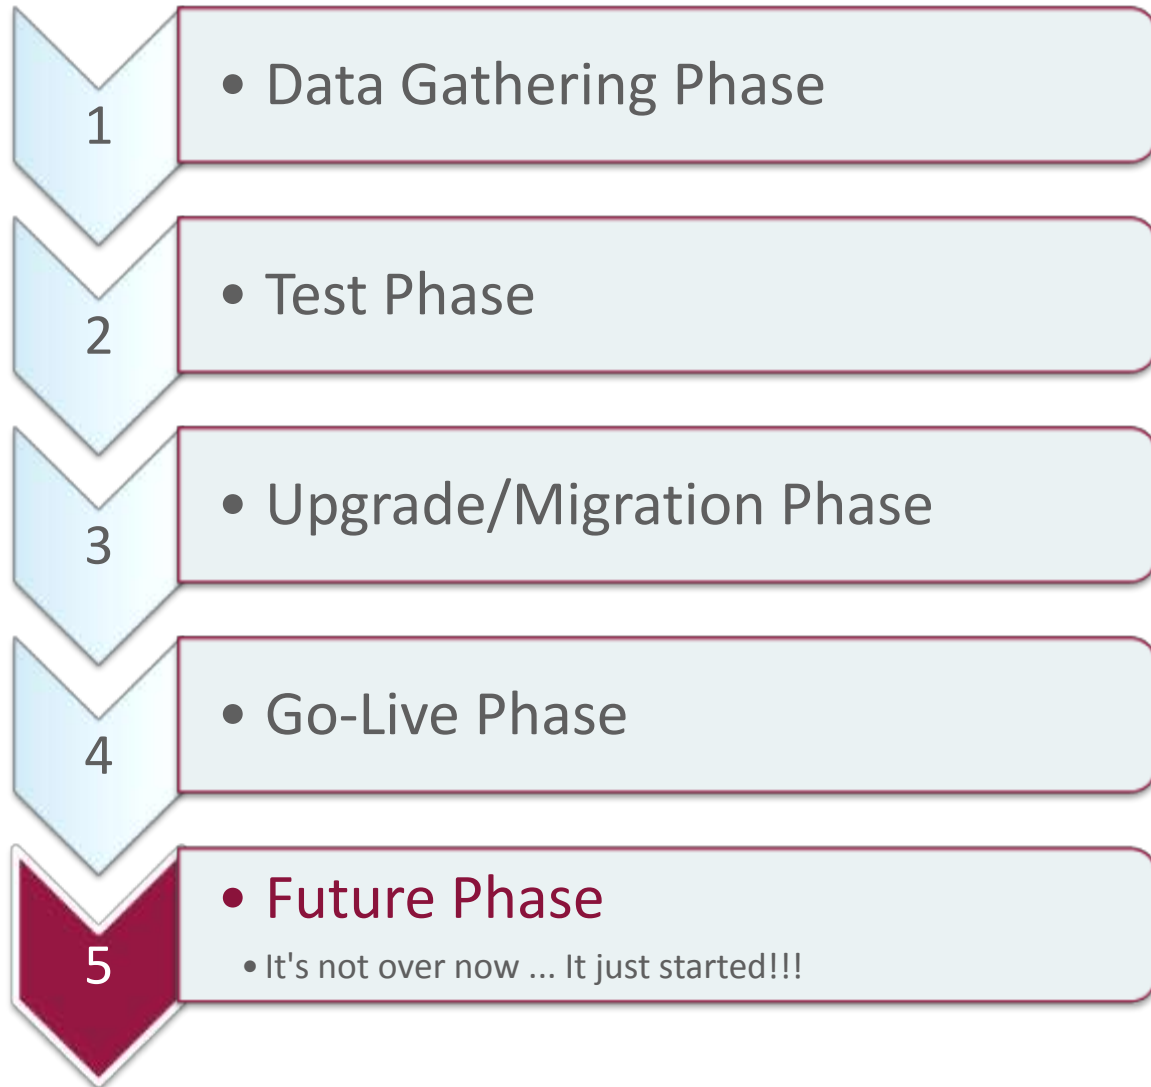 1
• Data Gathering Phase
2
• Test Phase
3
• Upgrade/Migration Phase
4
• Go-Live Phase
5
• Future Phase
• It's not over now ... It just started!!!